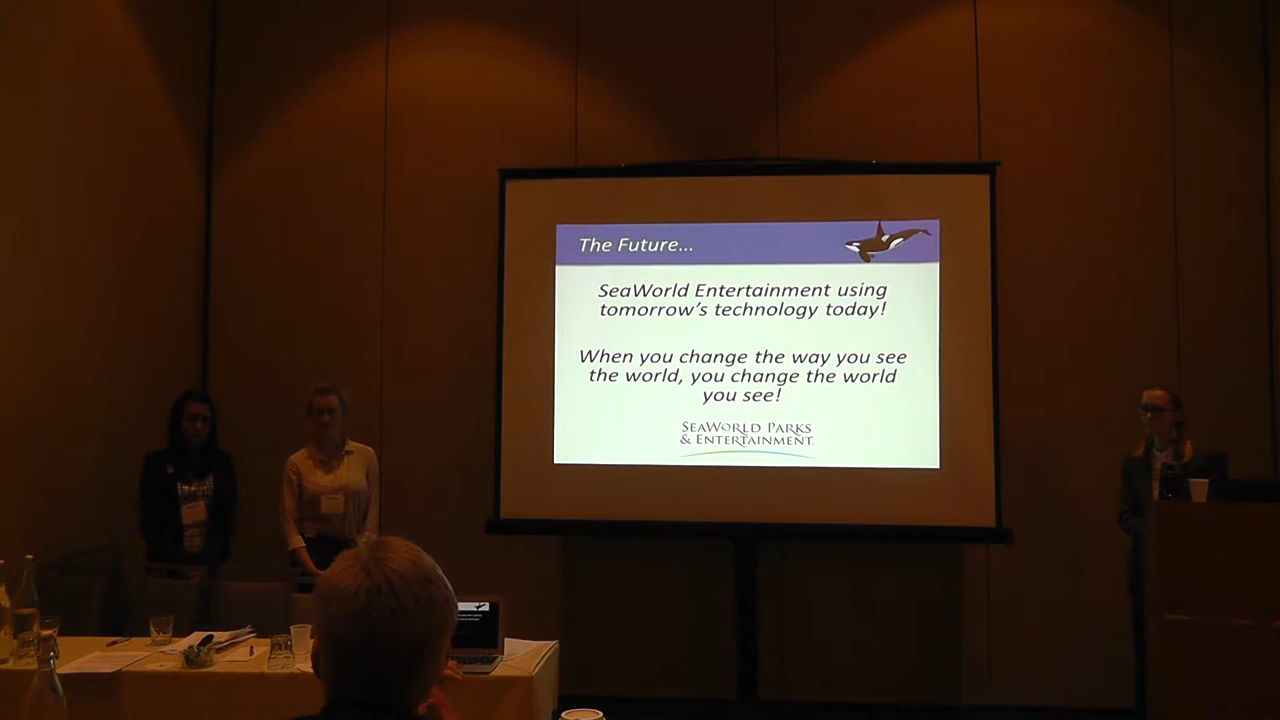 The Future...
SeaWorld Entertainment using
tomorrow's technology today!
When you change the way you see
the world, you change the world
you see!
SEAWORLD PARKS
& ENTERTAINMENT.